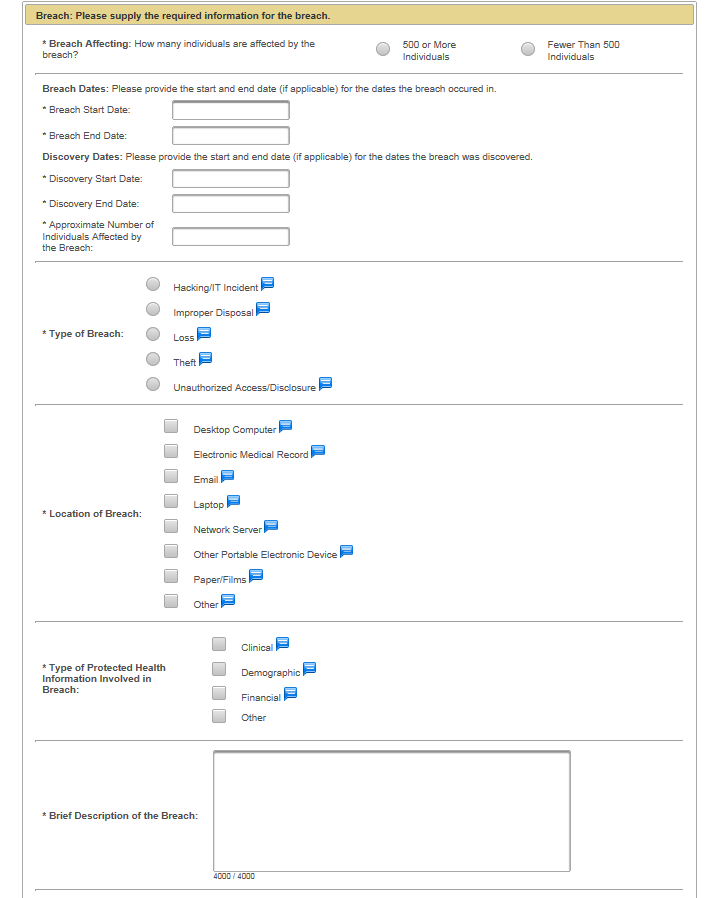 Breach: Please supply the required information for the breach.
* Breach Affecting: How many individuals are affected by the
breach?
500 or More
Individuals
Fewer Than 500
Individuals
Breach Dates: Please provide the start and end date (if applicable) for the dates the breach occured in.
* Breach Start Date:
* Breach End Date:
Discovery Dates: Please provide the start and end date (if applicable) for the dates the breach was discovered.
* Discovery Start Date:
* Discovery End Date:
* Approximate Number of
Individuals Affected by
the Breach:
* Type of Breach:
Hacking/IT Incident
Improper Disposal
Loss
Theft
Unauthorized Access/Disclosure
* Location of Breach:
Desktop Computer
Electronic Medical Record
Email
Laptop
Network Server
Other Portable Electronic Device
Paper/Films
Other
* Type of Protected Health
Information Involved in
Breach:
Clinical
Demographic
Financial
Other
* Brief Description of the Breach:
4000 / 4000